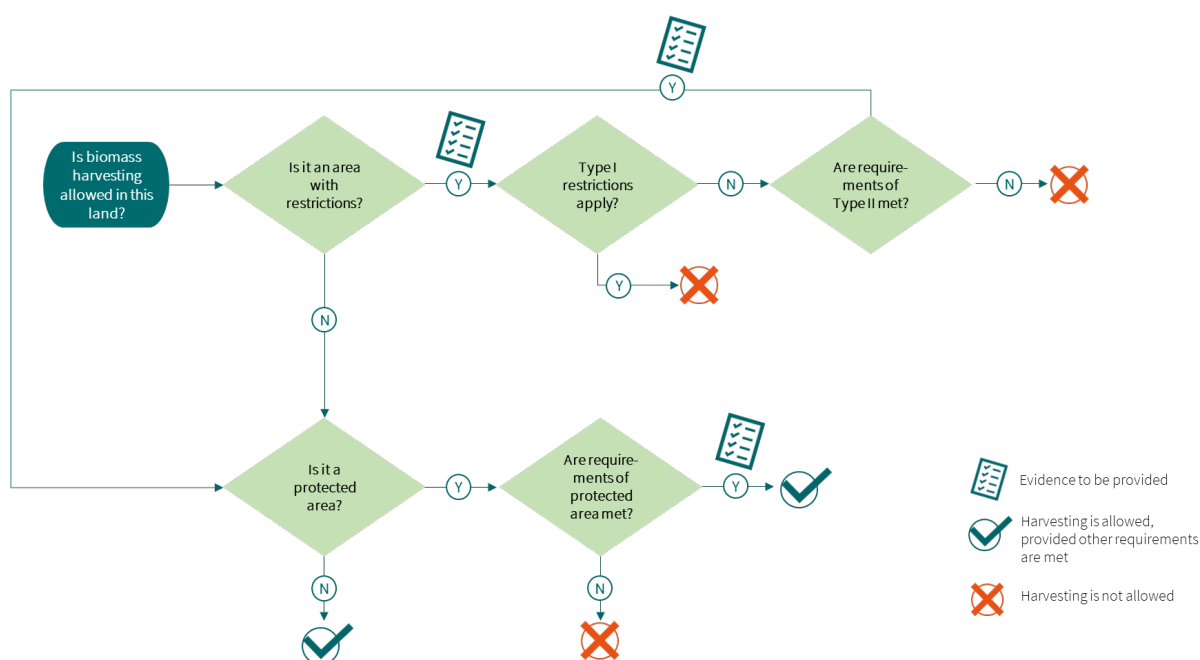 Y
Is biomass
harvesting
allowed in this
land?
Is it an area
with
restrictions?
Y
Type I
restrictions
apply?
N
Are require-
ments of
Type II met?
N
Y
N
Is it a
protected
area?
Y
Are require-
ments of
protected
area met?
Y
N
N
Evidence to be provided
Harvesting is allowed,
provided other requirements
are met
Harvesting is not allowed